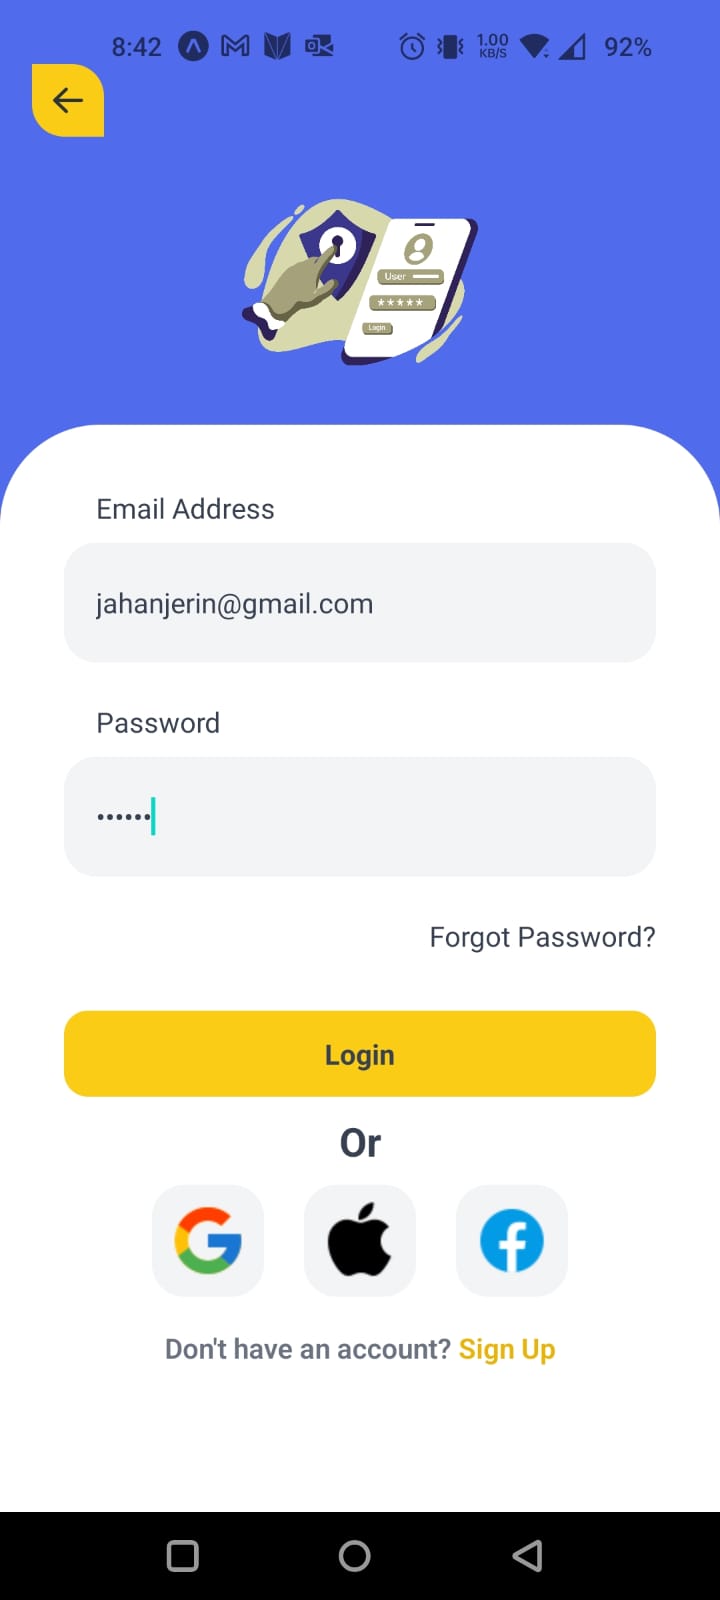 8:42 1.00 KB/S 92%
User
*****
Login
Email Address
jahanjerin@gmail.com
Password
••••••
Forgot Password?
Login
Or
Don't have an account? Sign Up